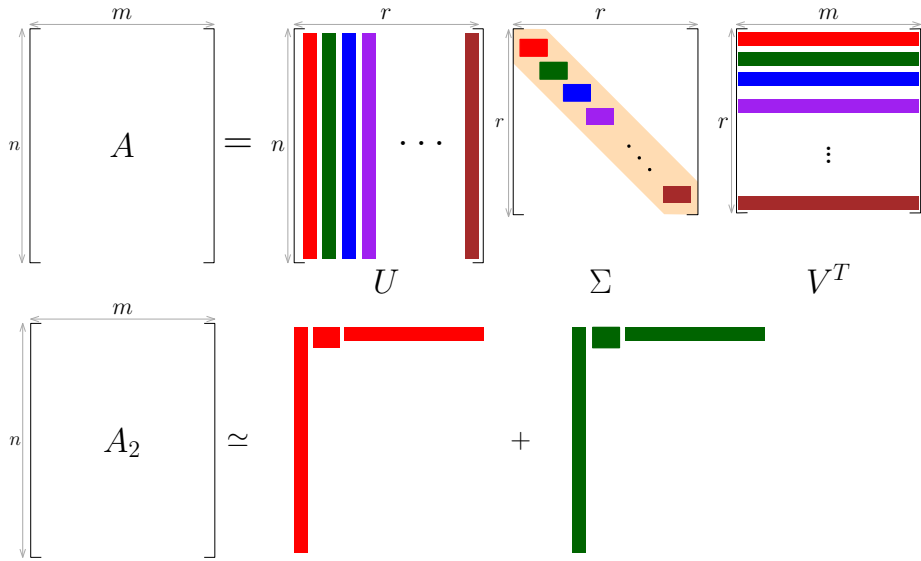 m r r m
n A = n ⋯ r ⋱ r ⋮
U Σ V^T
m
n A_2 ≃ +